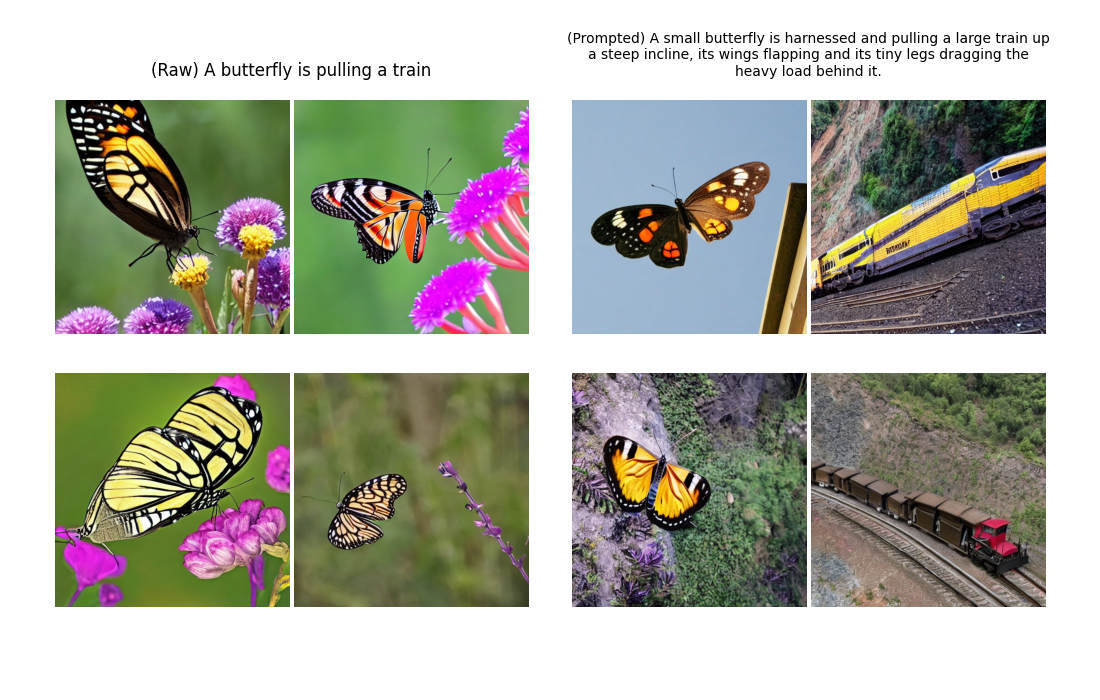 (Raw) A butterfly is pulling a train
(Prompted) A small butterfly is harnessed and pulling a large train up
a steep incline, its wings flapping and its tiny legs dragging the
heavy load behind it.